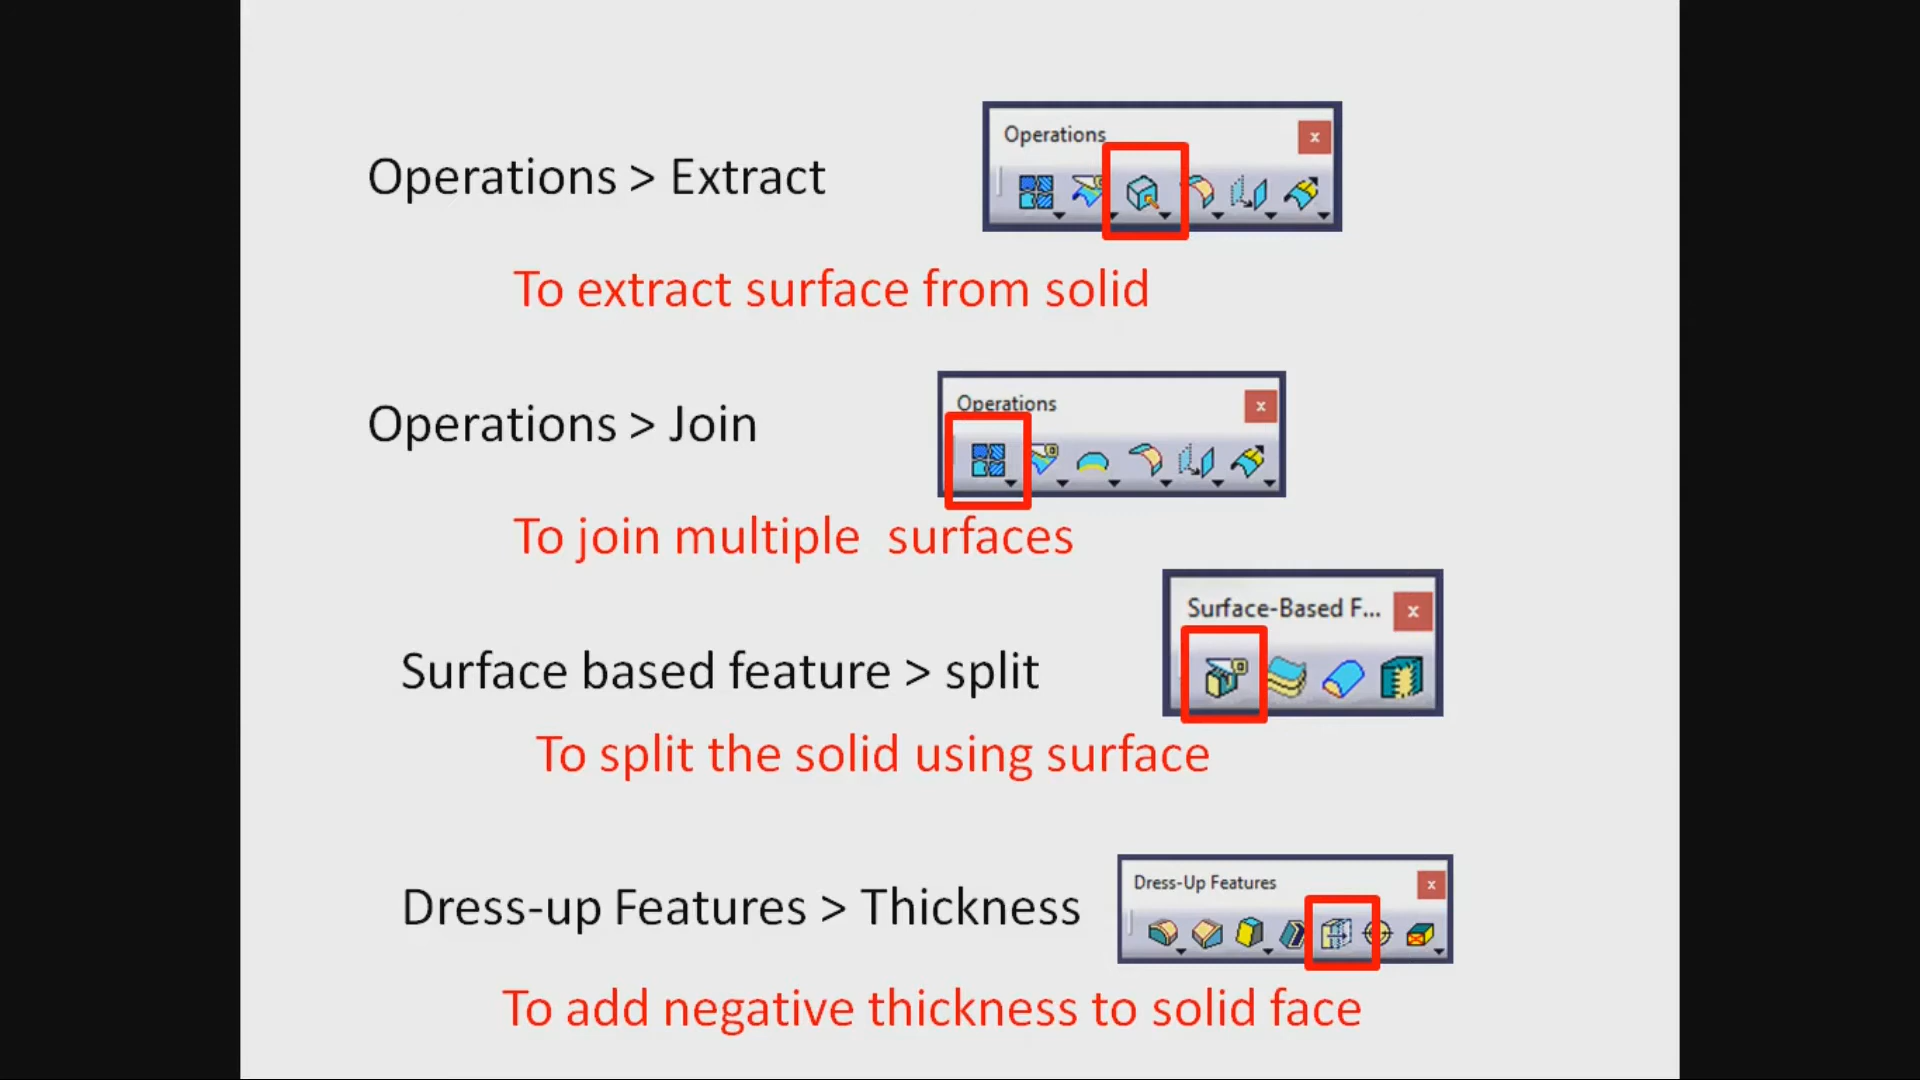 Operations
Operations > Extract
To extract surface from solid
Operations
Operations > Join
To join multiple  surfaces
Surface-Based F...
Surface based feature > split
To split the solid using surface
Dress-Up Features
Dress-up Features > Thickness
To add negative thickness to solid face